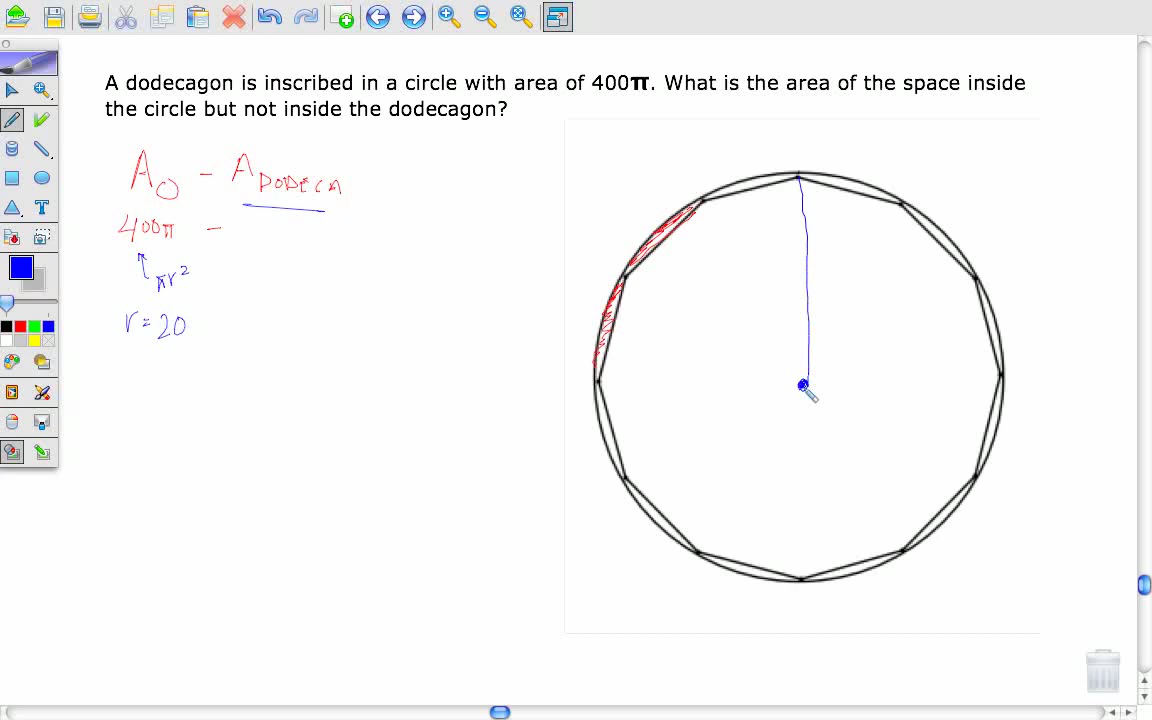 A dodecagon is inscribed in a circle with area of 400π. What is the area of the space inside
the circle but not inside the dodecagon?
A○ - A DODECA
400π -
πr²
r = 20